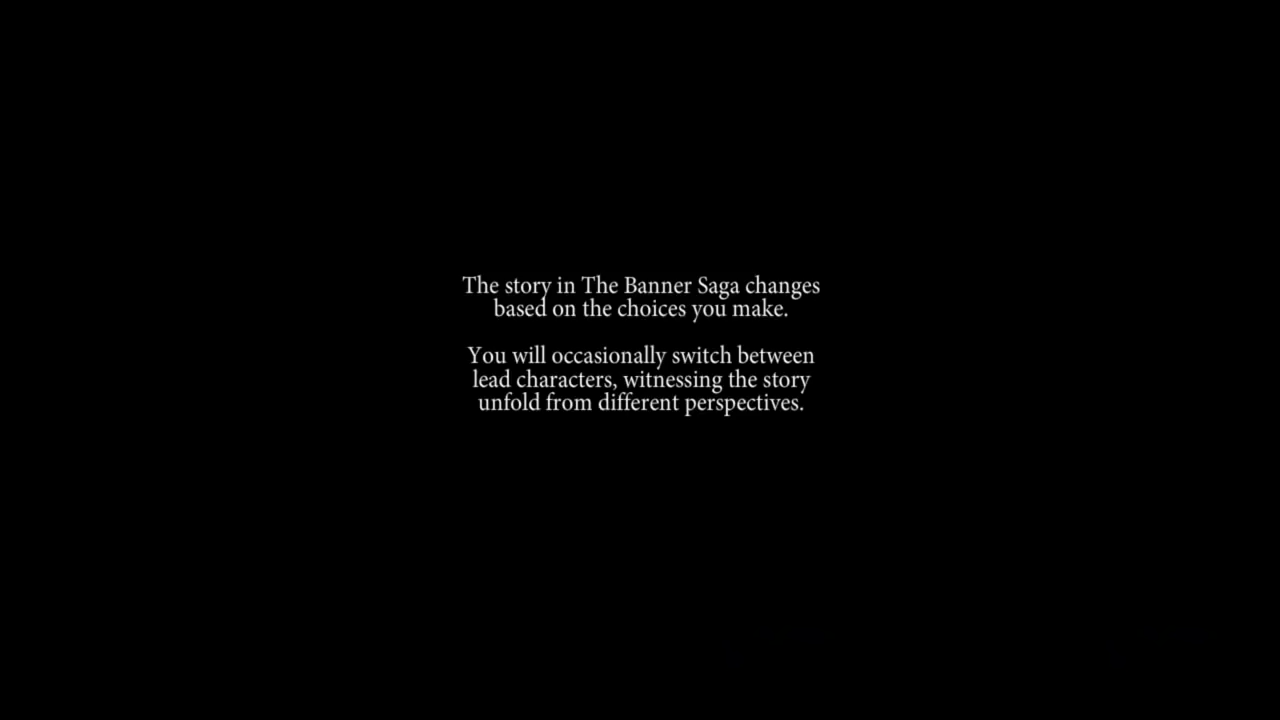 The story in The Banner Saga changes
based on the choices you make.
You will occasionally switch between
lead characters, witnessing the story
unfold from different perspectives.